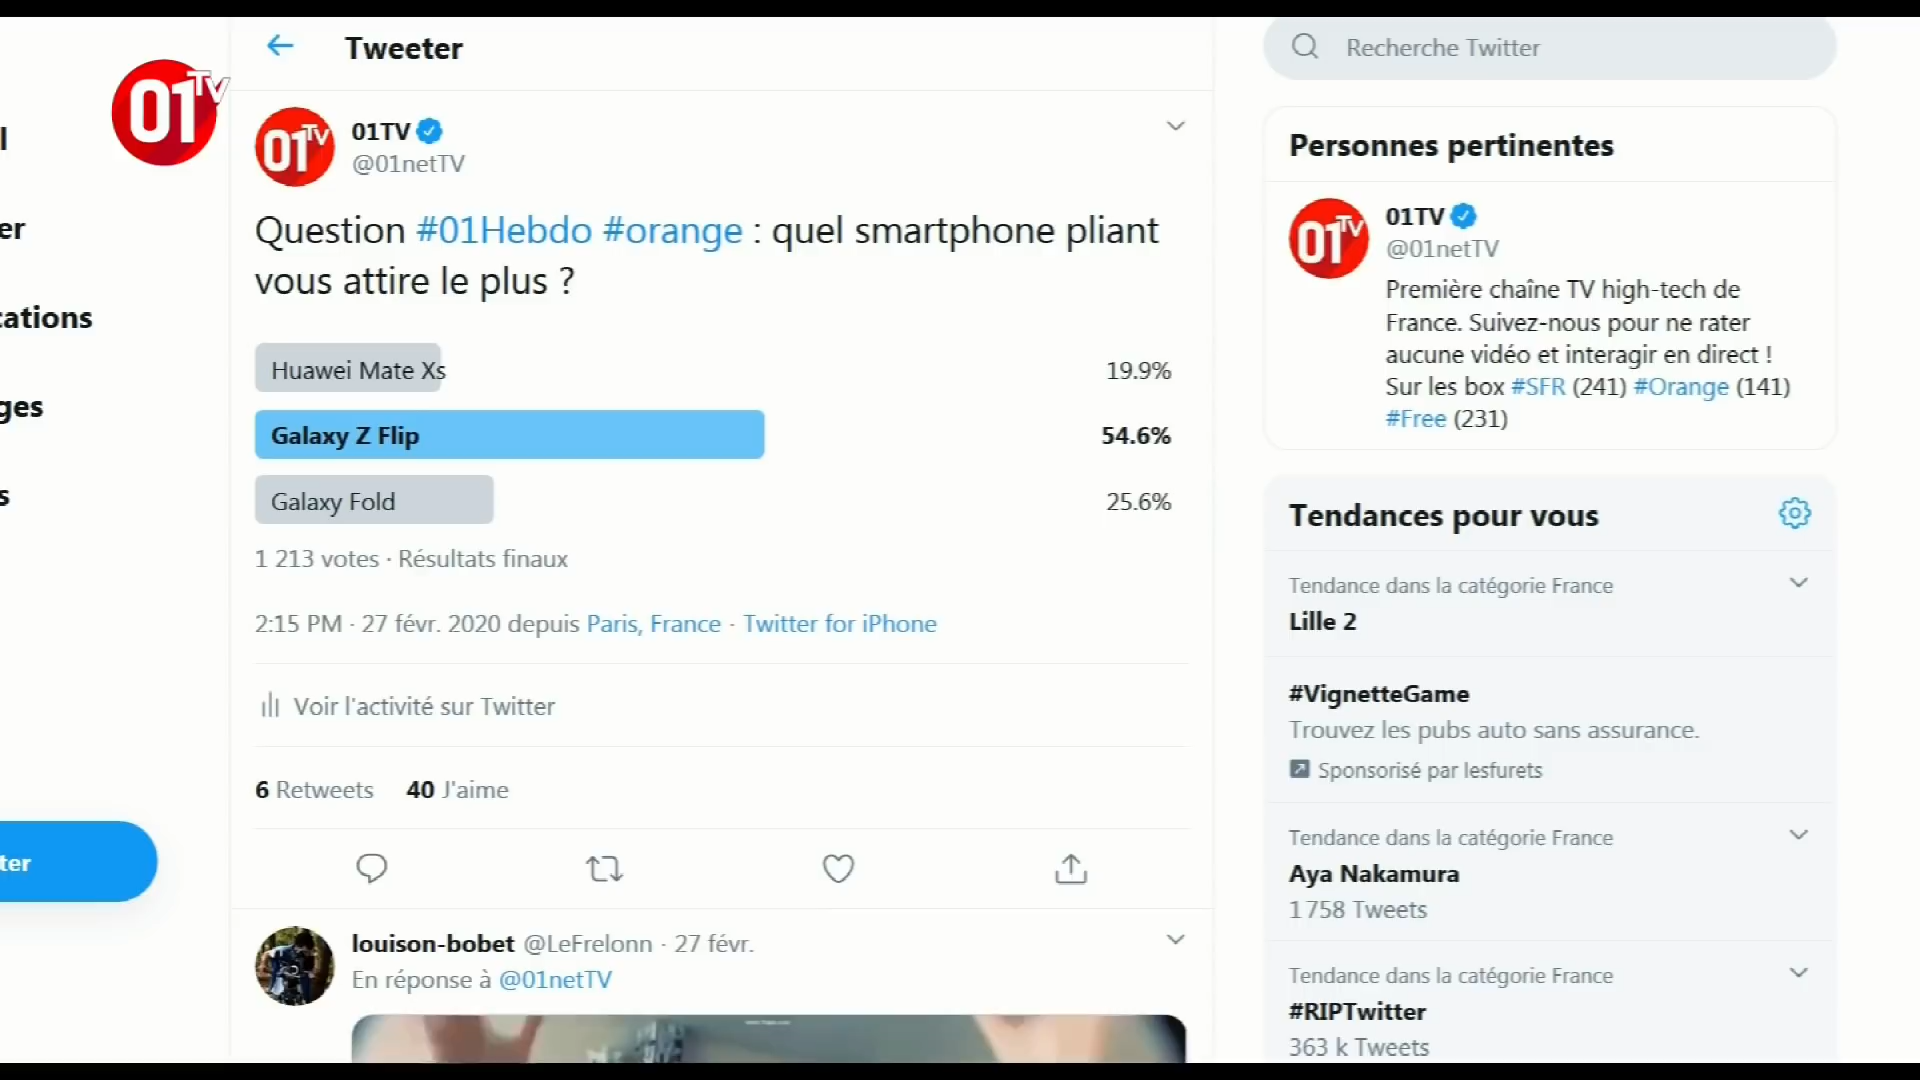 Tweeter
Recherche Twitter
01TV
l
er
cations
ges
s
ter
01TV
01TV
@01netTV
Question #01Hebdo #orange : quel smartphone pliant
vous attire le plus ?
Huawei Mate Xs 19.9%
Galaxy Z Flip 54.6%
Galaxy Fold 25.6%
1 213 votes · Résultats finaux
2:15 PM · 27 févr. 2020 depuis Paris, France · Twitter for iPhone
Voir l'activité sur Twitter
6 Retweets 40 J'aime
louison-bobet @LeFrelonn · 27 févr.
En réponse à @01netTV
Personnes pertinentes
01TV
01TV
@01netTV
Première chaîne TV high-tech de
France. Suivez-nous pour ne rater
aucune vidéo et interagir en direct !
Sur les box #SFR (241) #Orange (141)
#Free (231)
Tendances pour vous
Tendance dans la catégorie France
Lille 2
#VignetteGame
Trouvez les pubs auto sans assurance.
Sponsorisé par lesfurets
Tendance dans la catégorie France
Aya Nakamura
1 758 Tweets
Tendance dans la catégorie France
#RIPTwitter
363 k Tweets